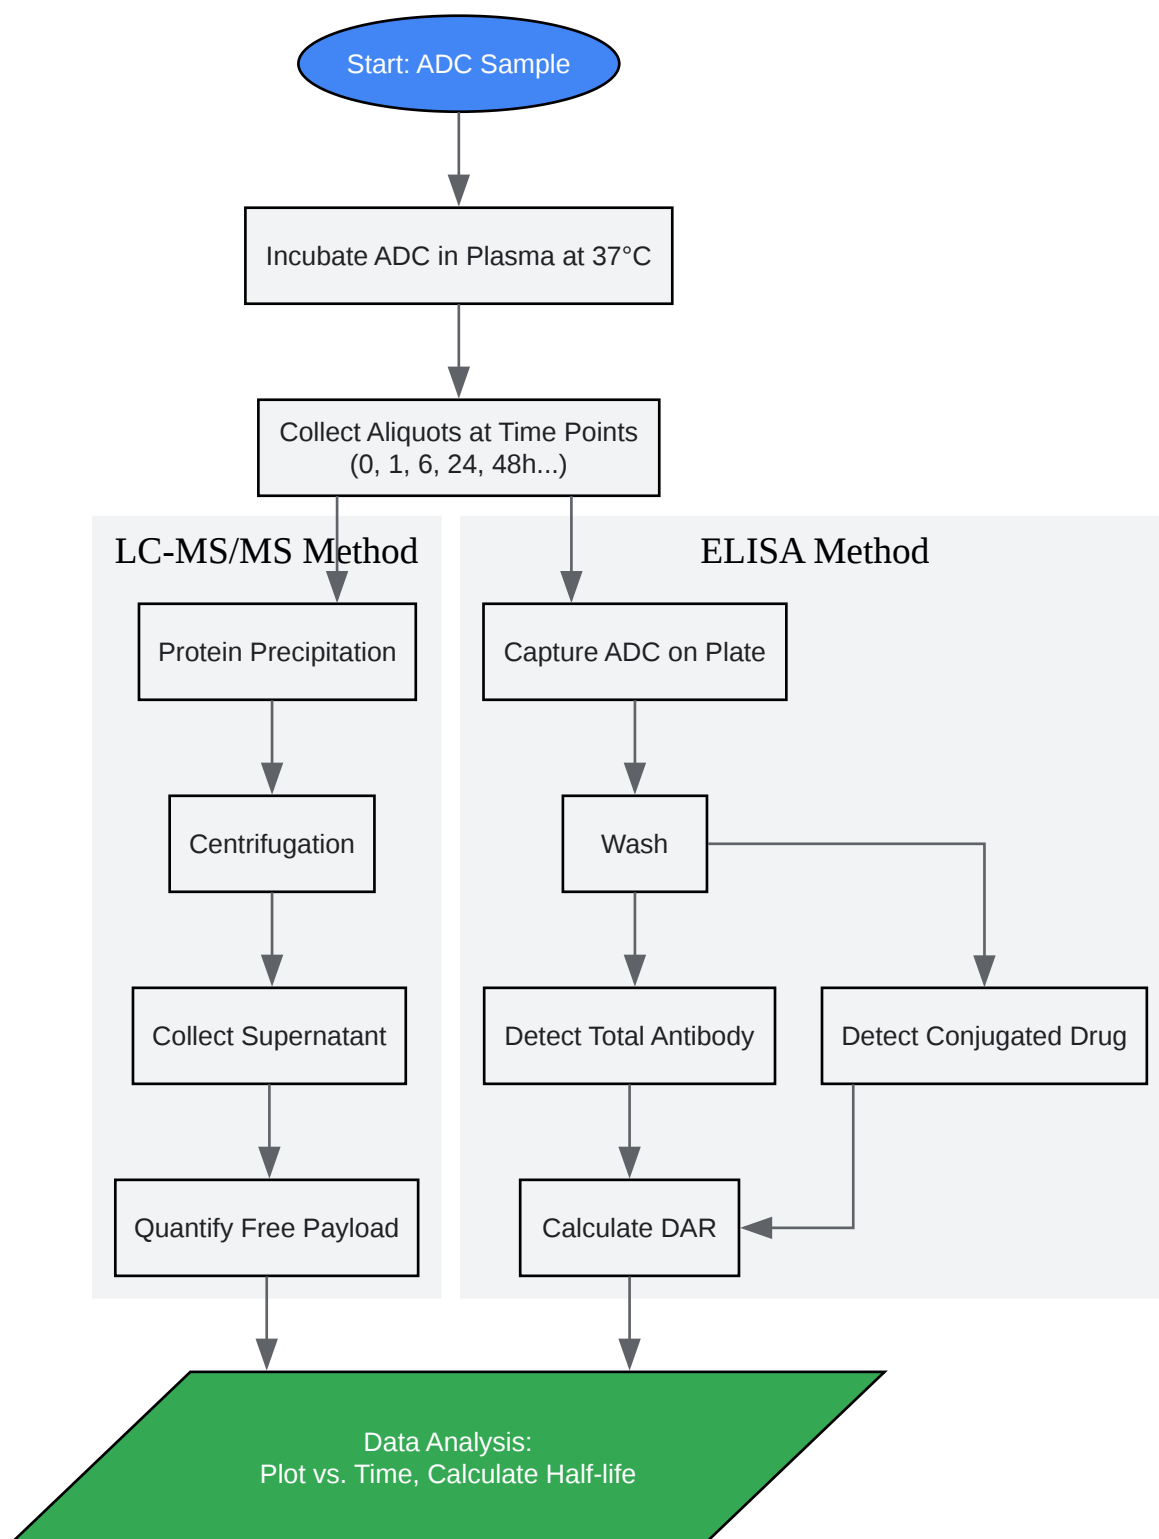 Start: ADC Sample
Incubate ADC in Plasma at 37°C
Collect Aliquots at Time Points
(0, 1, 6, 24, 48h...)
LC-MS/MS Method
Protein Precipitation
Centrifugation
Collect Supernatant
Quantify Free Payload
ELISA Method
Capture ADC on Plate
Wash
Detect Total Antibody
Detect Conjugated Drug
Calculate DAR
Data Analysis:
Plot vs. Time, Calculate Half-life